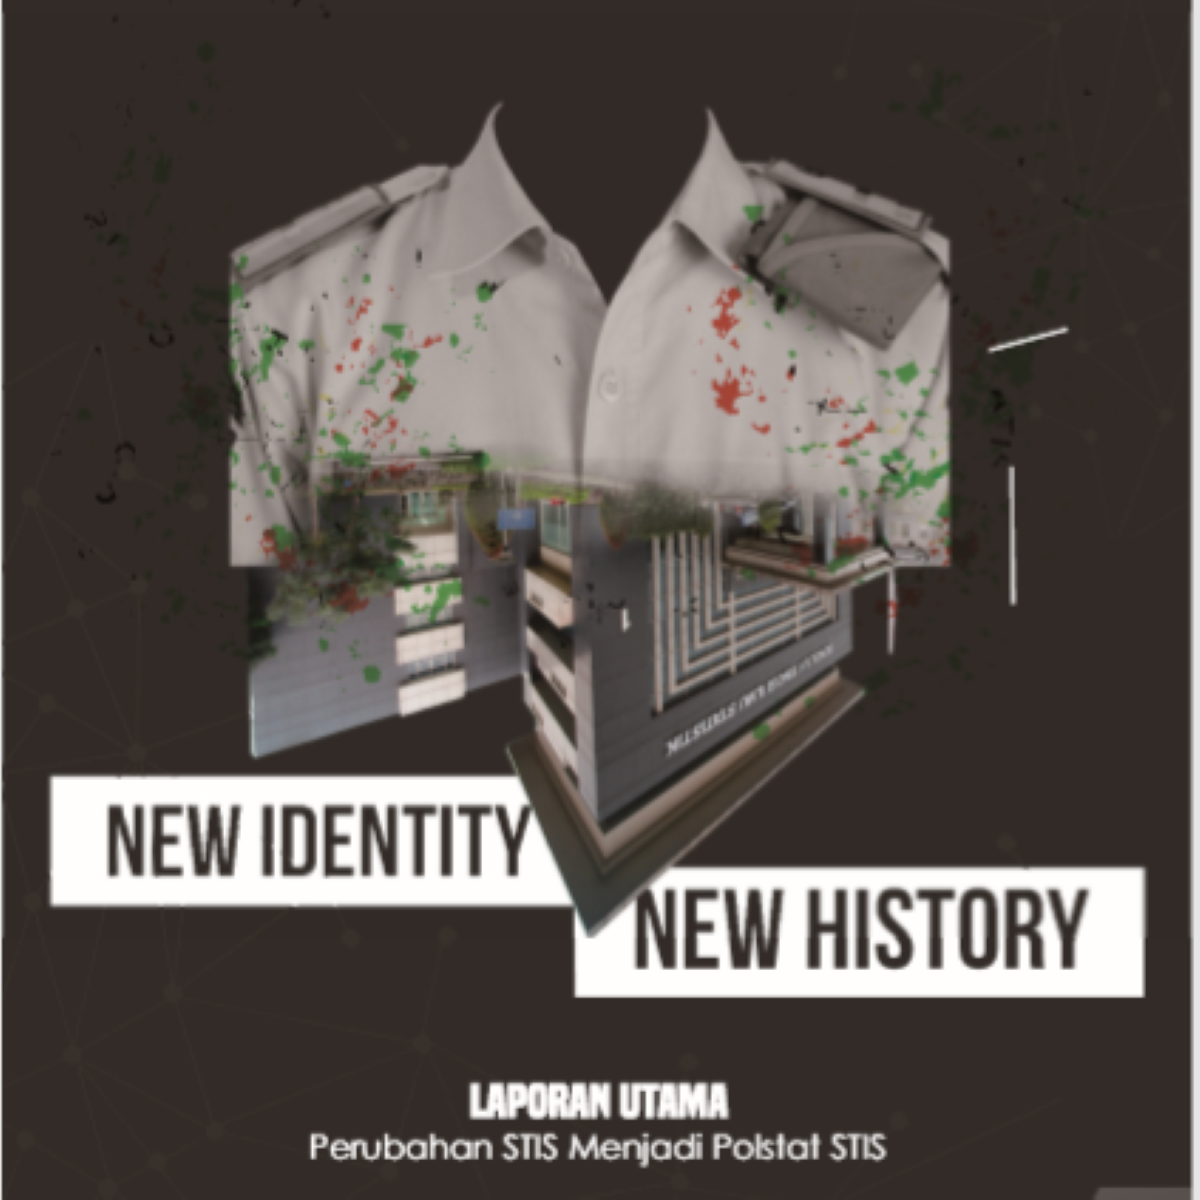 NEW IDENTITY
NEW HISTORY
LAPORAN UTAMA
Perubahan STIS Menjadi Polstat STIS